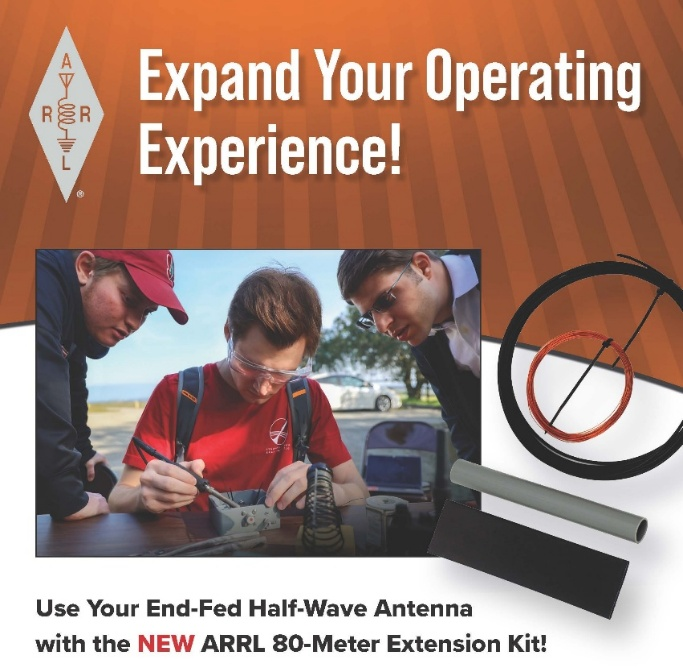 A
R R
L
®
Expand Your Operating
Experience!
Use Your End-Fed Half-Wave Antenna
with the NEW ARRL 80-Meter Extension Kit!